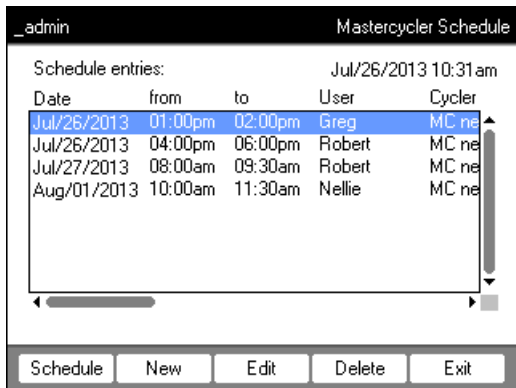 _admin Mastercycler Schedule
Schedule entries: Jul/26/2013 10:31am
Date from to User Cycler
Jul/26/2013 01:00pm 02:00pm Greg MC ne
Jul/26/2013 04:00pm 06:00pm Robert MC ne
Jul/27/2013 08:00am 09:30am Robert MC ne
Aug/01/2013 10:00am 11:30am Nellie MC ne
Schedule New Edit Delete Exit